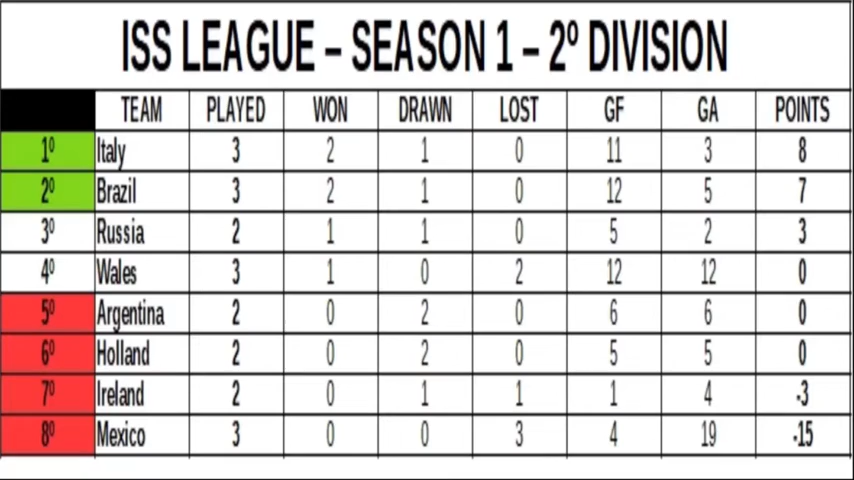 ISS LEAGUE – SEASON 1 – 2º DIVISION
TEAM PLAYED WON DRAWN LOST GF GA POINTS
1º Italy 3 2 1 0 11 3 8
2º Brazil 3 2 1 0 12 5 7
3º Russia 2 1 1 0 5 2 3
4º Wales 3 1 0 2 12 12 0
5º Argentina 2 0 2 0 6 6 0
6º Holland 2 0 2 0 5 5 0
7º Ireland 2 0 1 1 1 4 -3
8º Mexico 3 0 0 3 4 19 -15